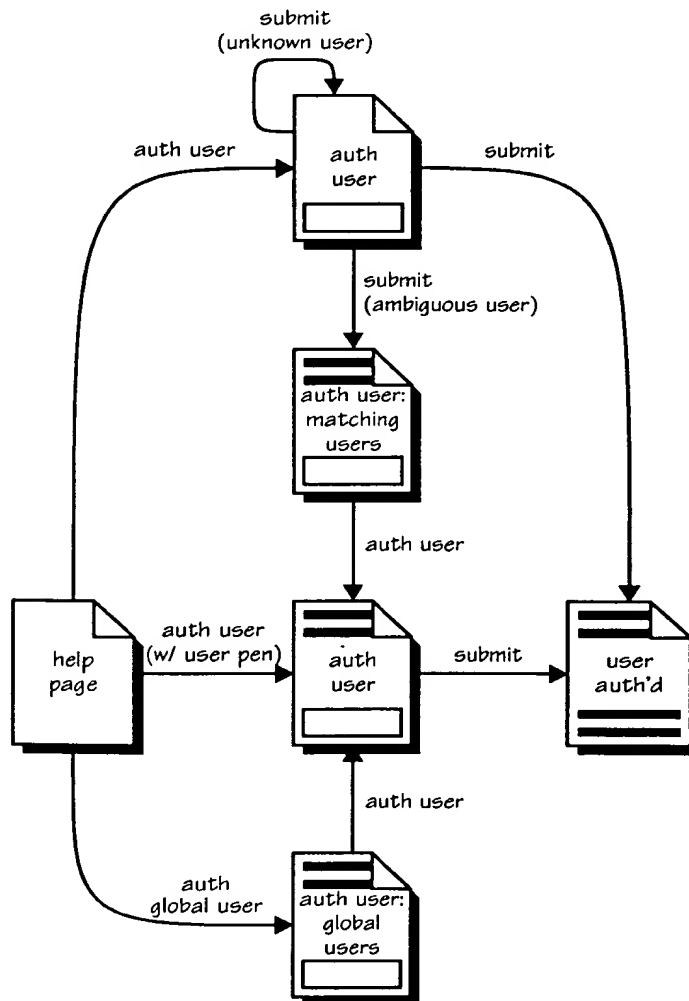 submit
(unknown user)
auth user
auth
user
submit
submit
(ambiguous user)
auth user:
matching
users
auth user
help
page
auth user
(w/ user pen)
auth
user
submit
user
auth'd
auth user
auth
global user
auth user:
global
users